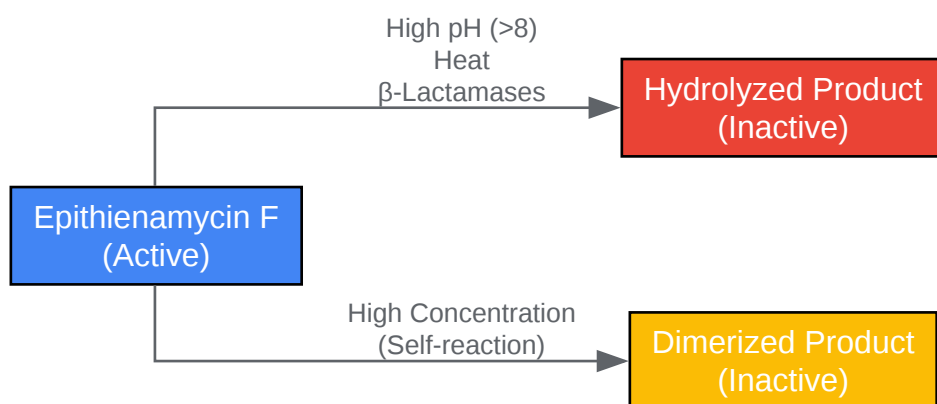 High pH (>8)
Heat
β-Lactamases
Hydrolyzed Product
(Inactive)
Epithienamycin F
(Active)
High Concentration
(Self-reaction)
Dimerized Product
(Inactive)